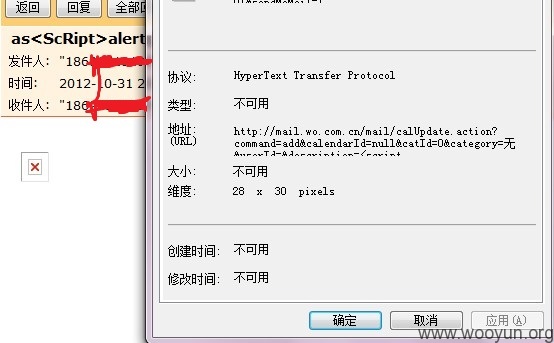 返回 回复 全部回
as<ScRipt>alert
发件人: "186
时间: 2012-10-31 2
收件人: "186
协议: HyperText Transfer Protocol
类型: 不可用
地址: http://mail.wo.com.cn/mail/calUpdate.action?
(URL) command=add&calendarId=null&catId=0&category=无
&userId=&description=<script
大小: 不可用
维度: 28 x 30 pixels
创建时间: 不可用
修改时间: 不可用
确定 取消 应用(A)
www.wooyun.org